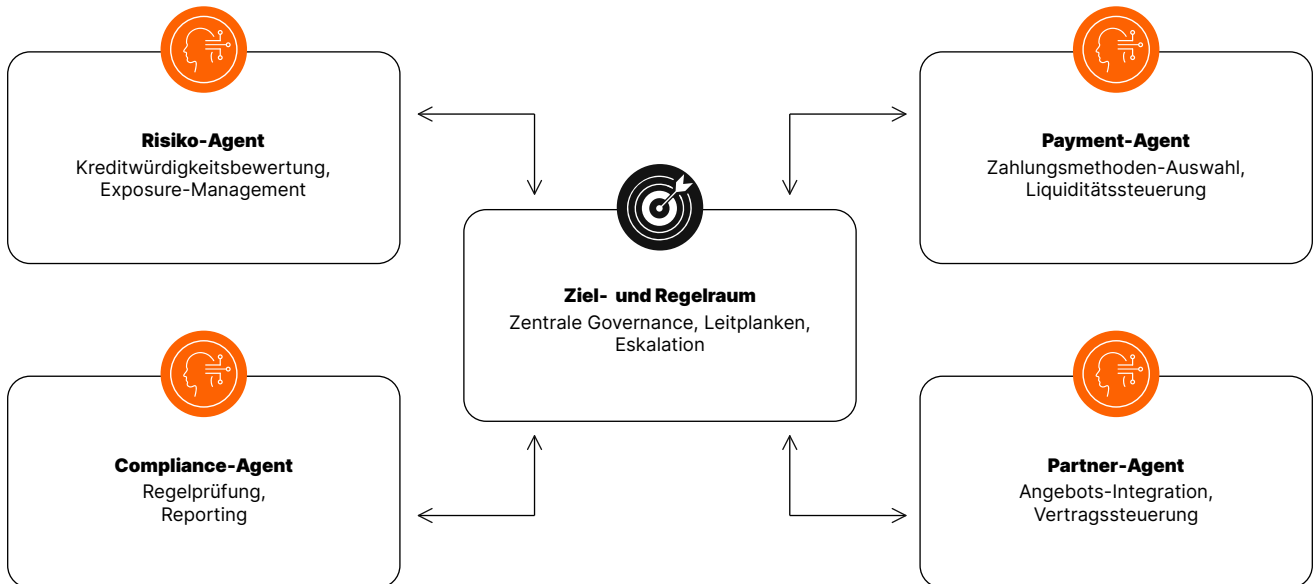 Risiko-Agent
Kreditwürdigkeitsbewertung,
Exposure-Management
Payment-Agent
Zahlungsmethoden-Auswahl,
Liquiditätssteuerung
Ziel- und Regelraum
Zentrale Governance, Leitplanken,
Eskalation
Compliance-Agent
Regelprüfung,
Reporting
Partner-Agent
Angebots-Integration,
Vertragssteuerung